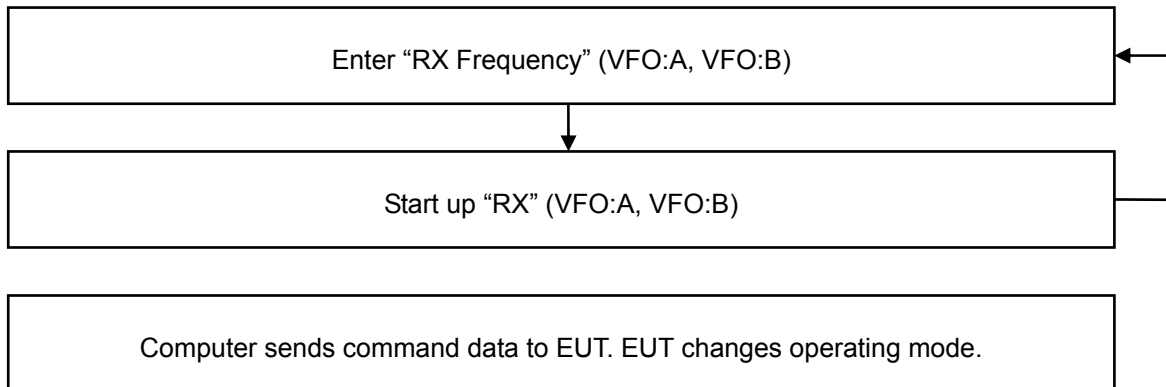 Enter “RX Frequency” (VFO:A, VFO:B)
Start up “RX” (VFO:A, VFO:B)
Computer sends command data to EUT. EUT changes operating mode.